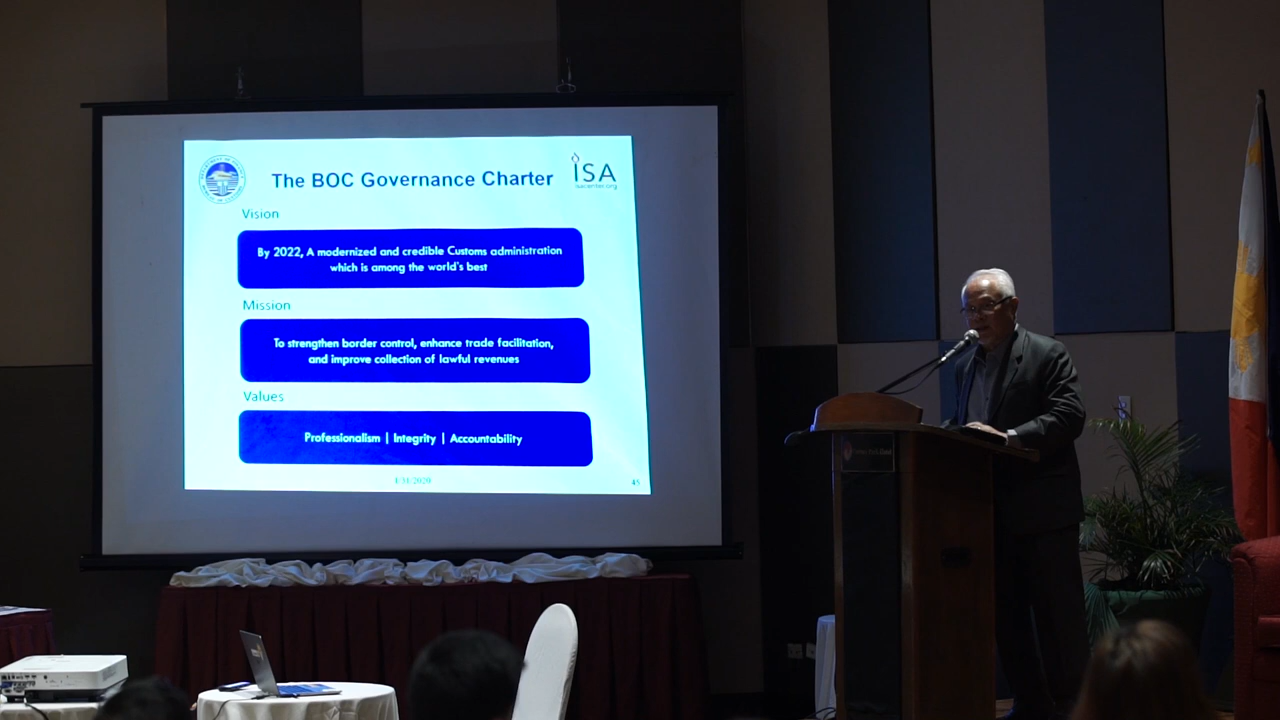 The BOC Governance Charter
ISA
isacenter.org
Vision
By 2022, A modernized and credible Customs administration
which is among the world's best
Mission
To strengthen border control, enhance trade facilitation,
and improve collection of lawful revenues
Values
Professionalism | Integrity | Accountability
1/31/2020
45